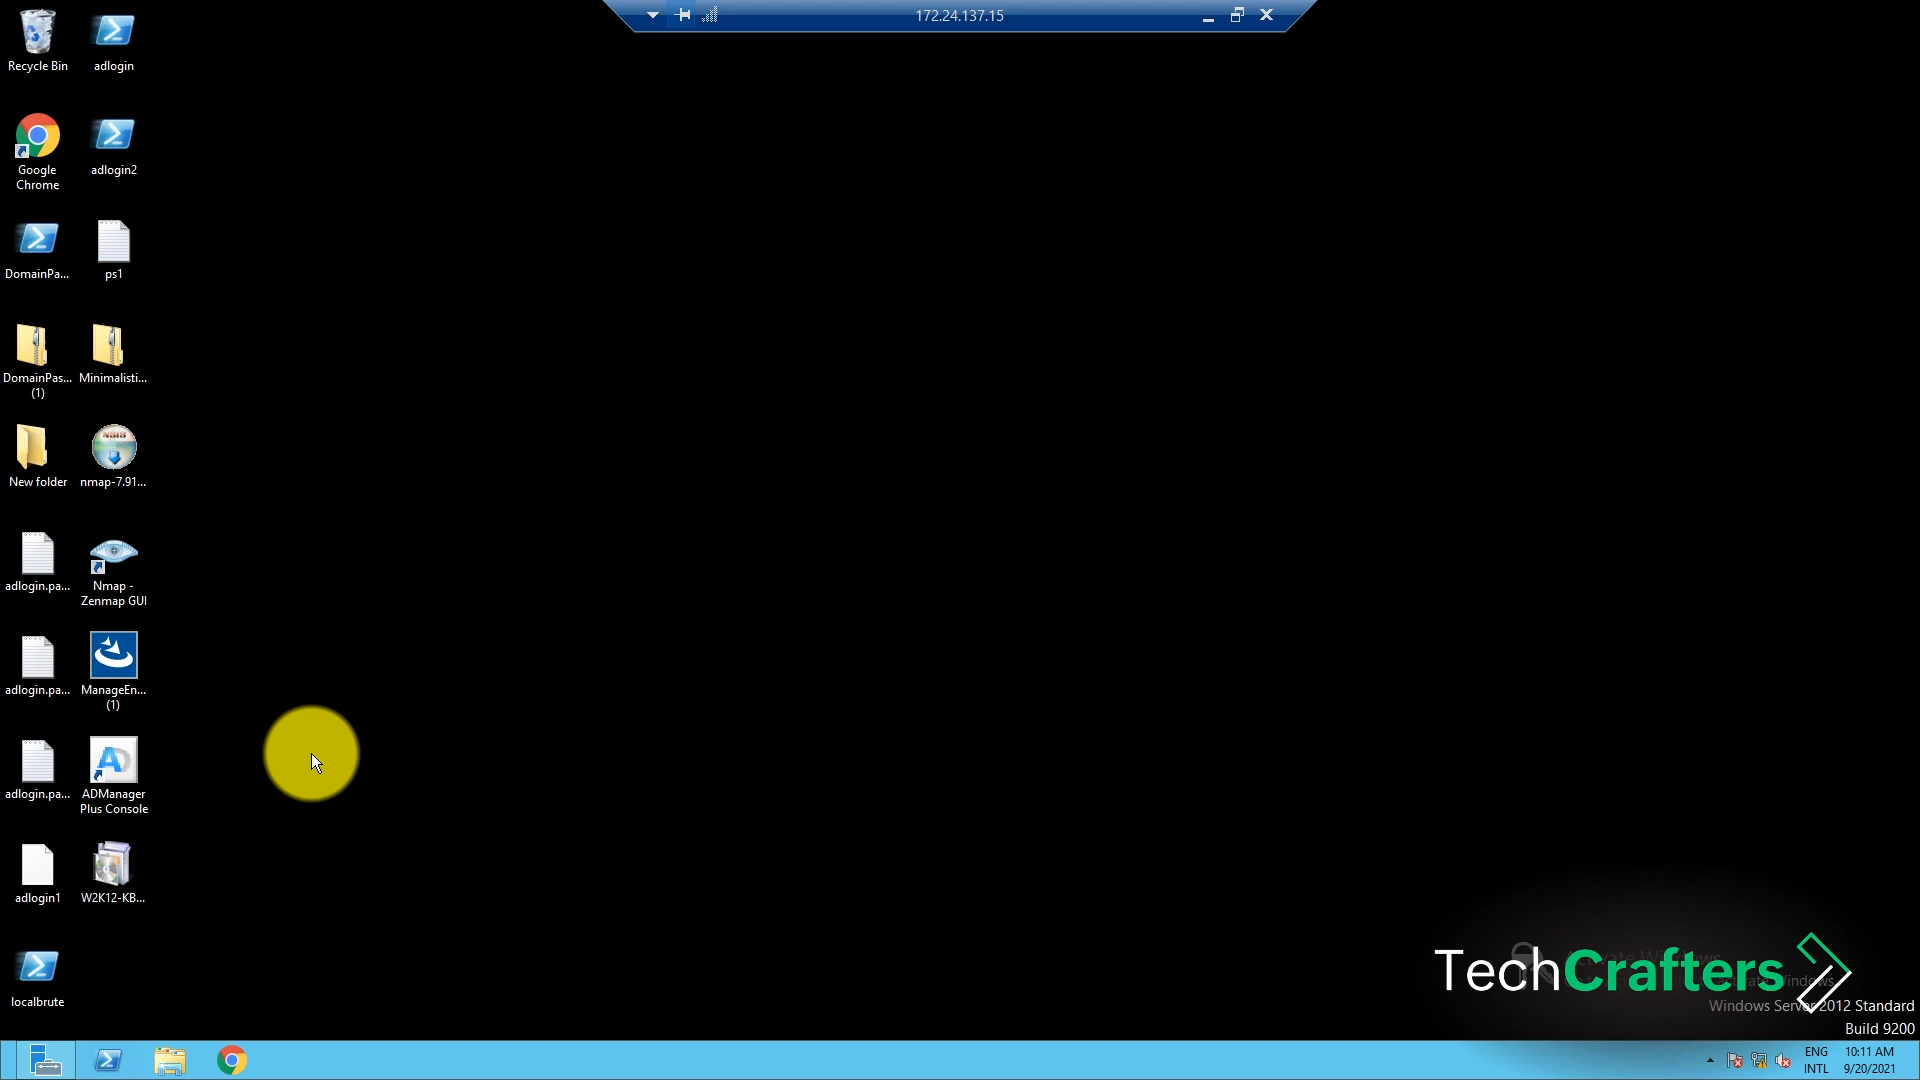 172.24.137.15
Recycle Bin
adlogin
Google
Chrome
adlogin2
DomainPa...
ps1
DomainPas...
(1)
Minimalisti...
New folder
nmap-7.91...
adlogin.pa...
Nmap -
Zenmap GUI
adlogin.pa...
ManageEn...
(1)
adlogin.pa...
ADManager
Plus Console
adlogin1
W2K12-KB...
localbrute
TechCrafters
Activate Windows
Windows Server 2012 Standard
Build 9200
ENG
INTL
10:11 AM
9/20/2021